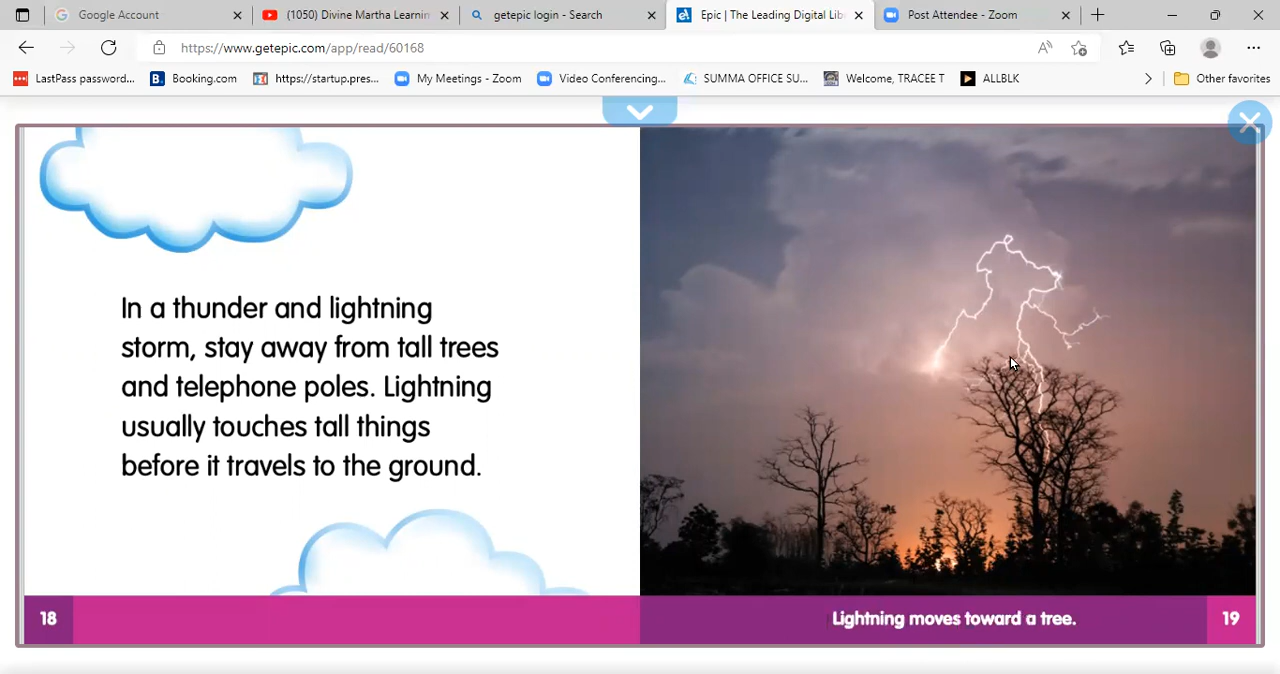 Google Account
(1050) Divine Martha Learnin
getepic login - Search
Epic | The Leading Digital Lib
Post Attendee - Zoom
https://www.getepic.com/app/read/60168
LastPass password...
Booking.com
https://startup.pres...
My Meetings - Zoom
Video Conferencing...
SUMMA OFFICE SU...
Welcome, TRACEE T
ALLBLK
Other favorites
In a thunder and lightning
storm, stay away from tall trees
and telephone poles. Lightning
usually touches tall things
before it travels to the ground.
18
Lightning moves toward a tree.
19